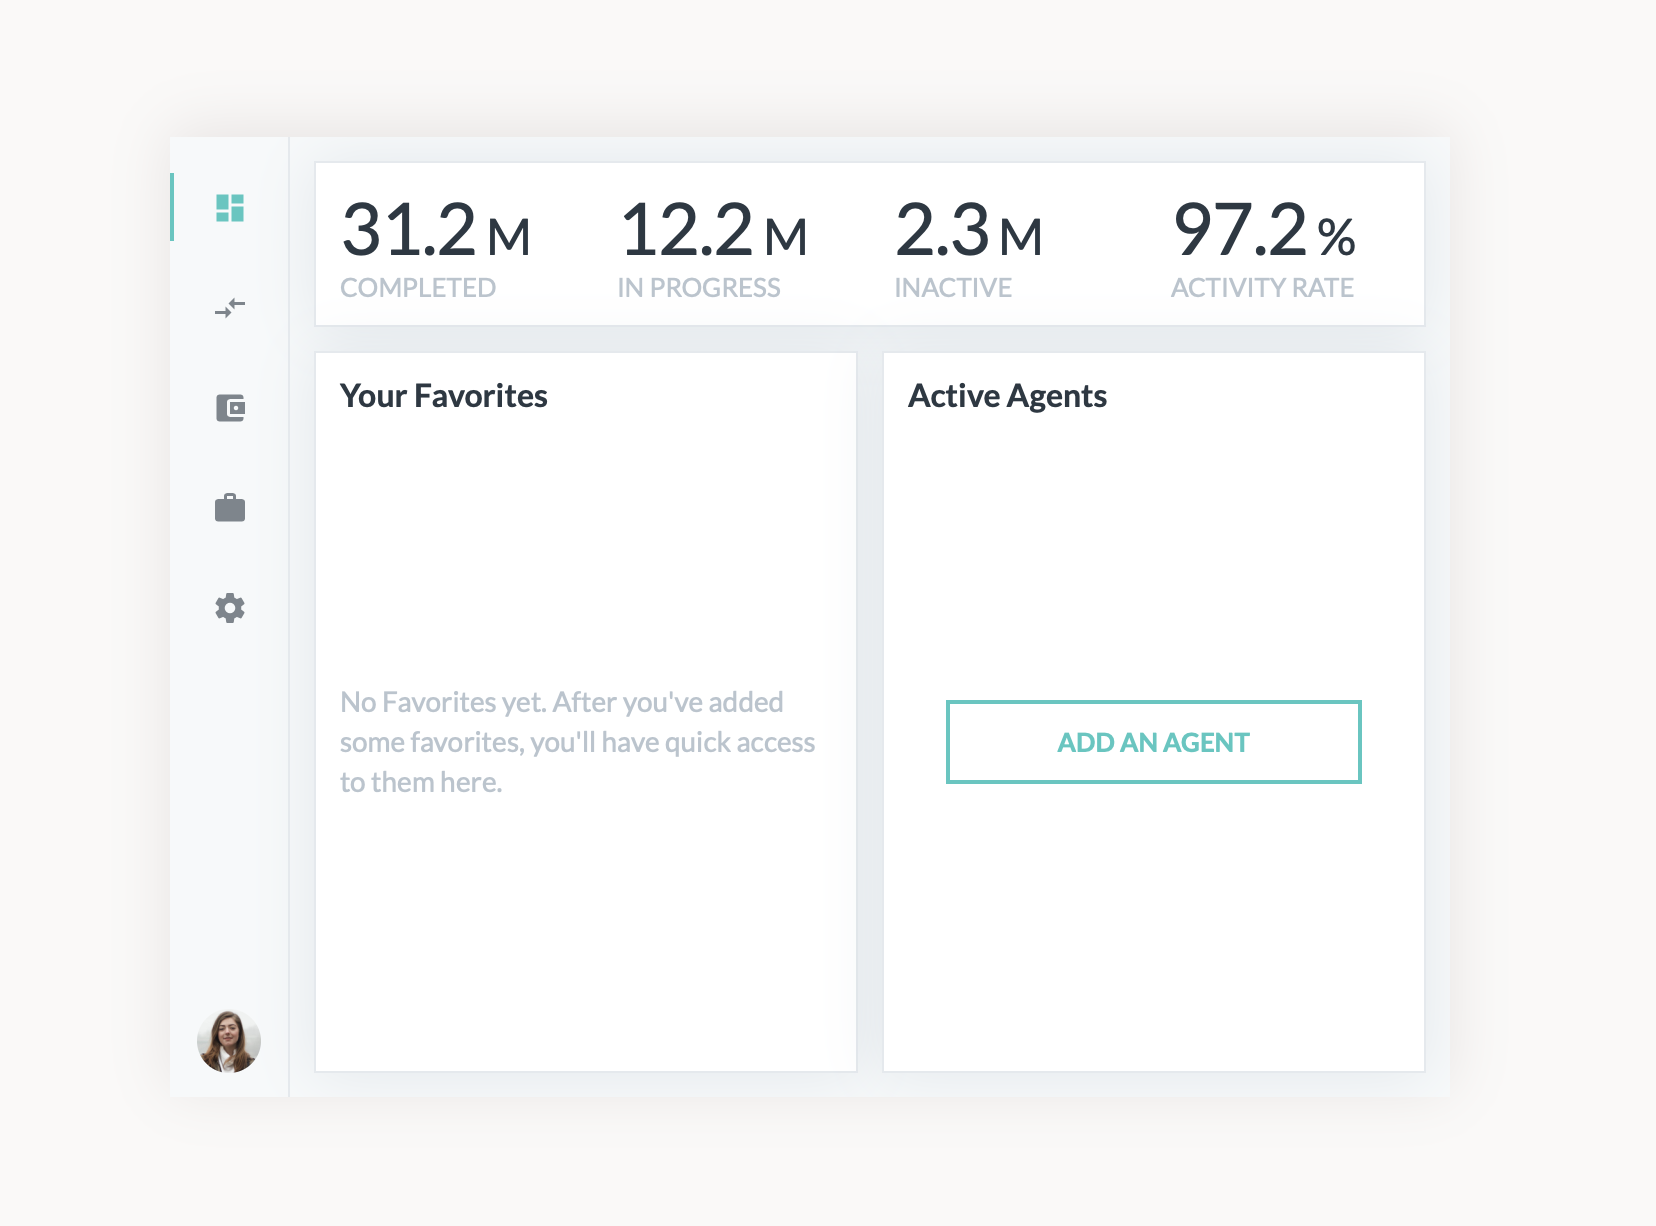 31.2 M
COMPLETED
12.2 M
IN PROGRESS
2.3 M
INACTIVE
97.2 %
ACTIVITY RATE
Your Favorites
No Favorites yet. After you've added
some favorites, you'll have quick access
to them here.
Active Agents
ADD AN AGENT